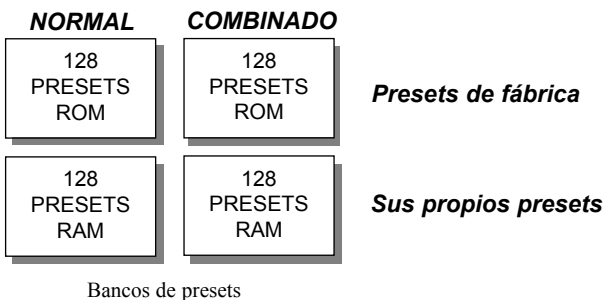 NORMAL COMBINADO
128
PRESETS
ROM
128
PRESETS
ROM
Presets de fábrica
128
PRESETS
RAM
128
PRESETS
RAM
Sus propios presets
Bancos de presets